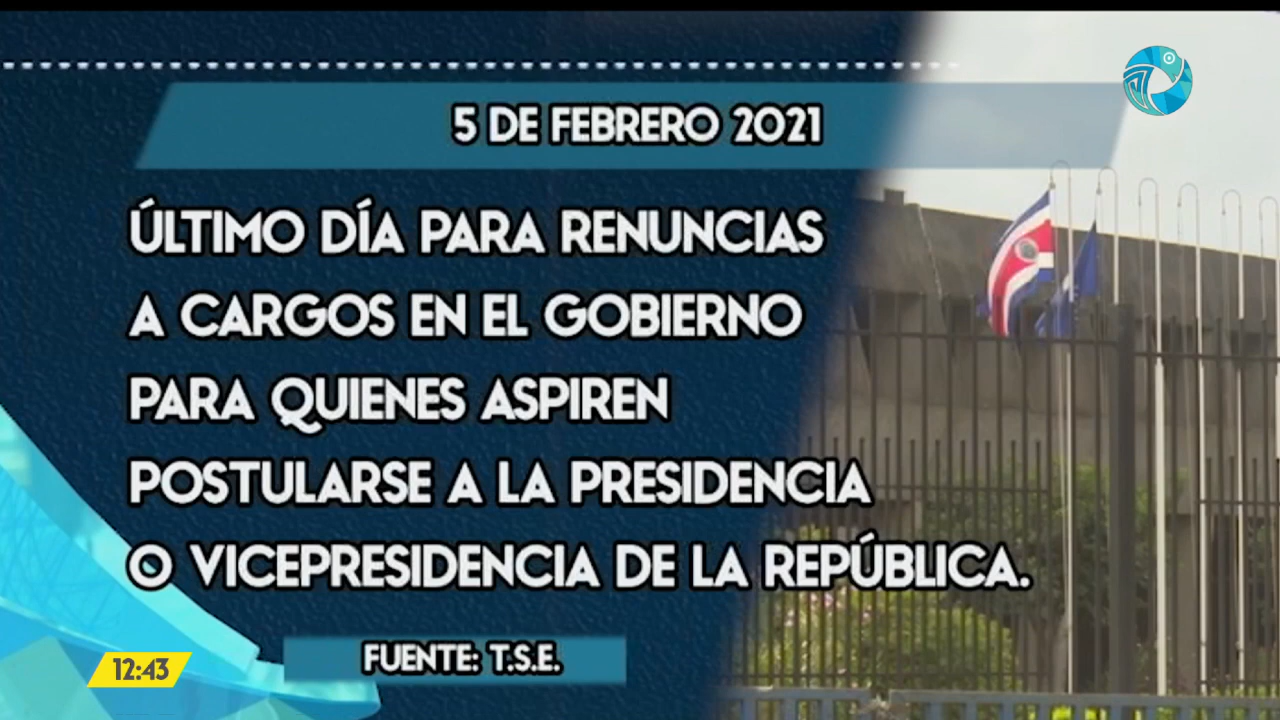 5 DE FEBRERO 2021
ÚLTIMO DÍA PARA RENUNCIAS
A CARGOS EN EL GOBIERNO
PARA QUIENES ASPIREN
POSTULARSE A LA PRESIDENCIA
O VICEPRESIDENCIA DE LA REPÚBLICA.
FUENTE: T.S.E.
12:43